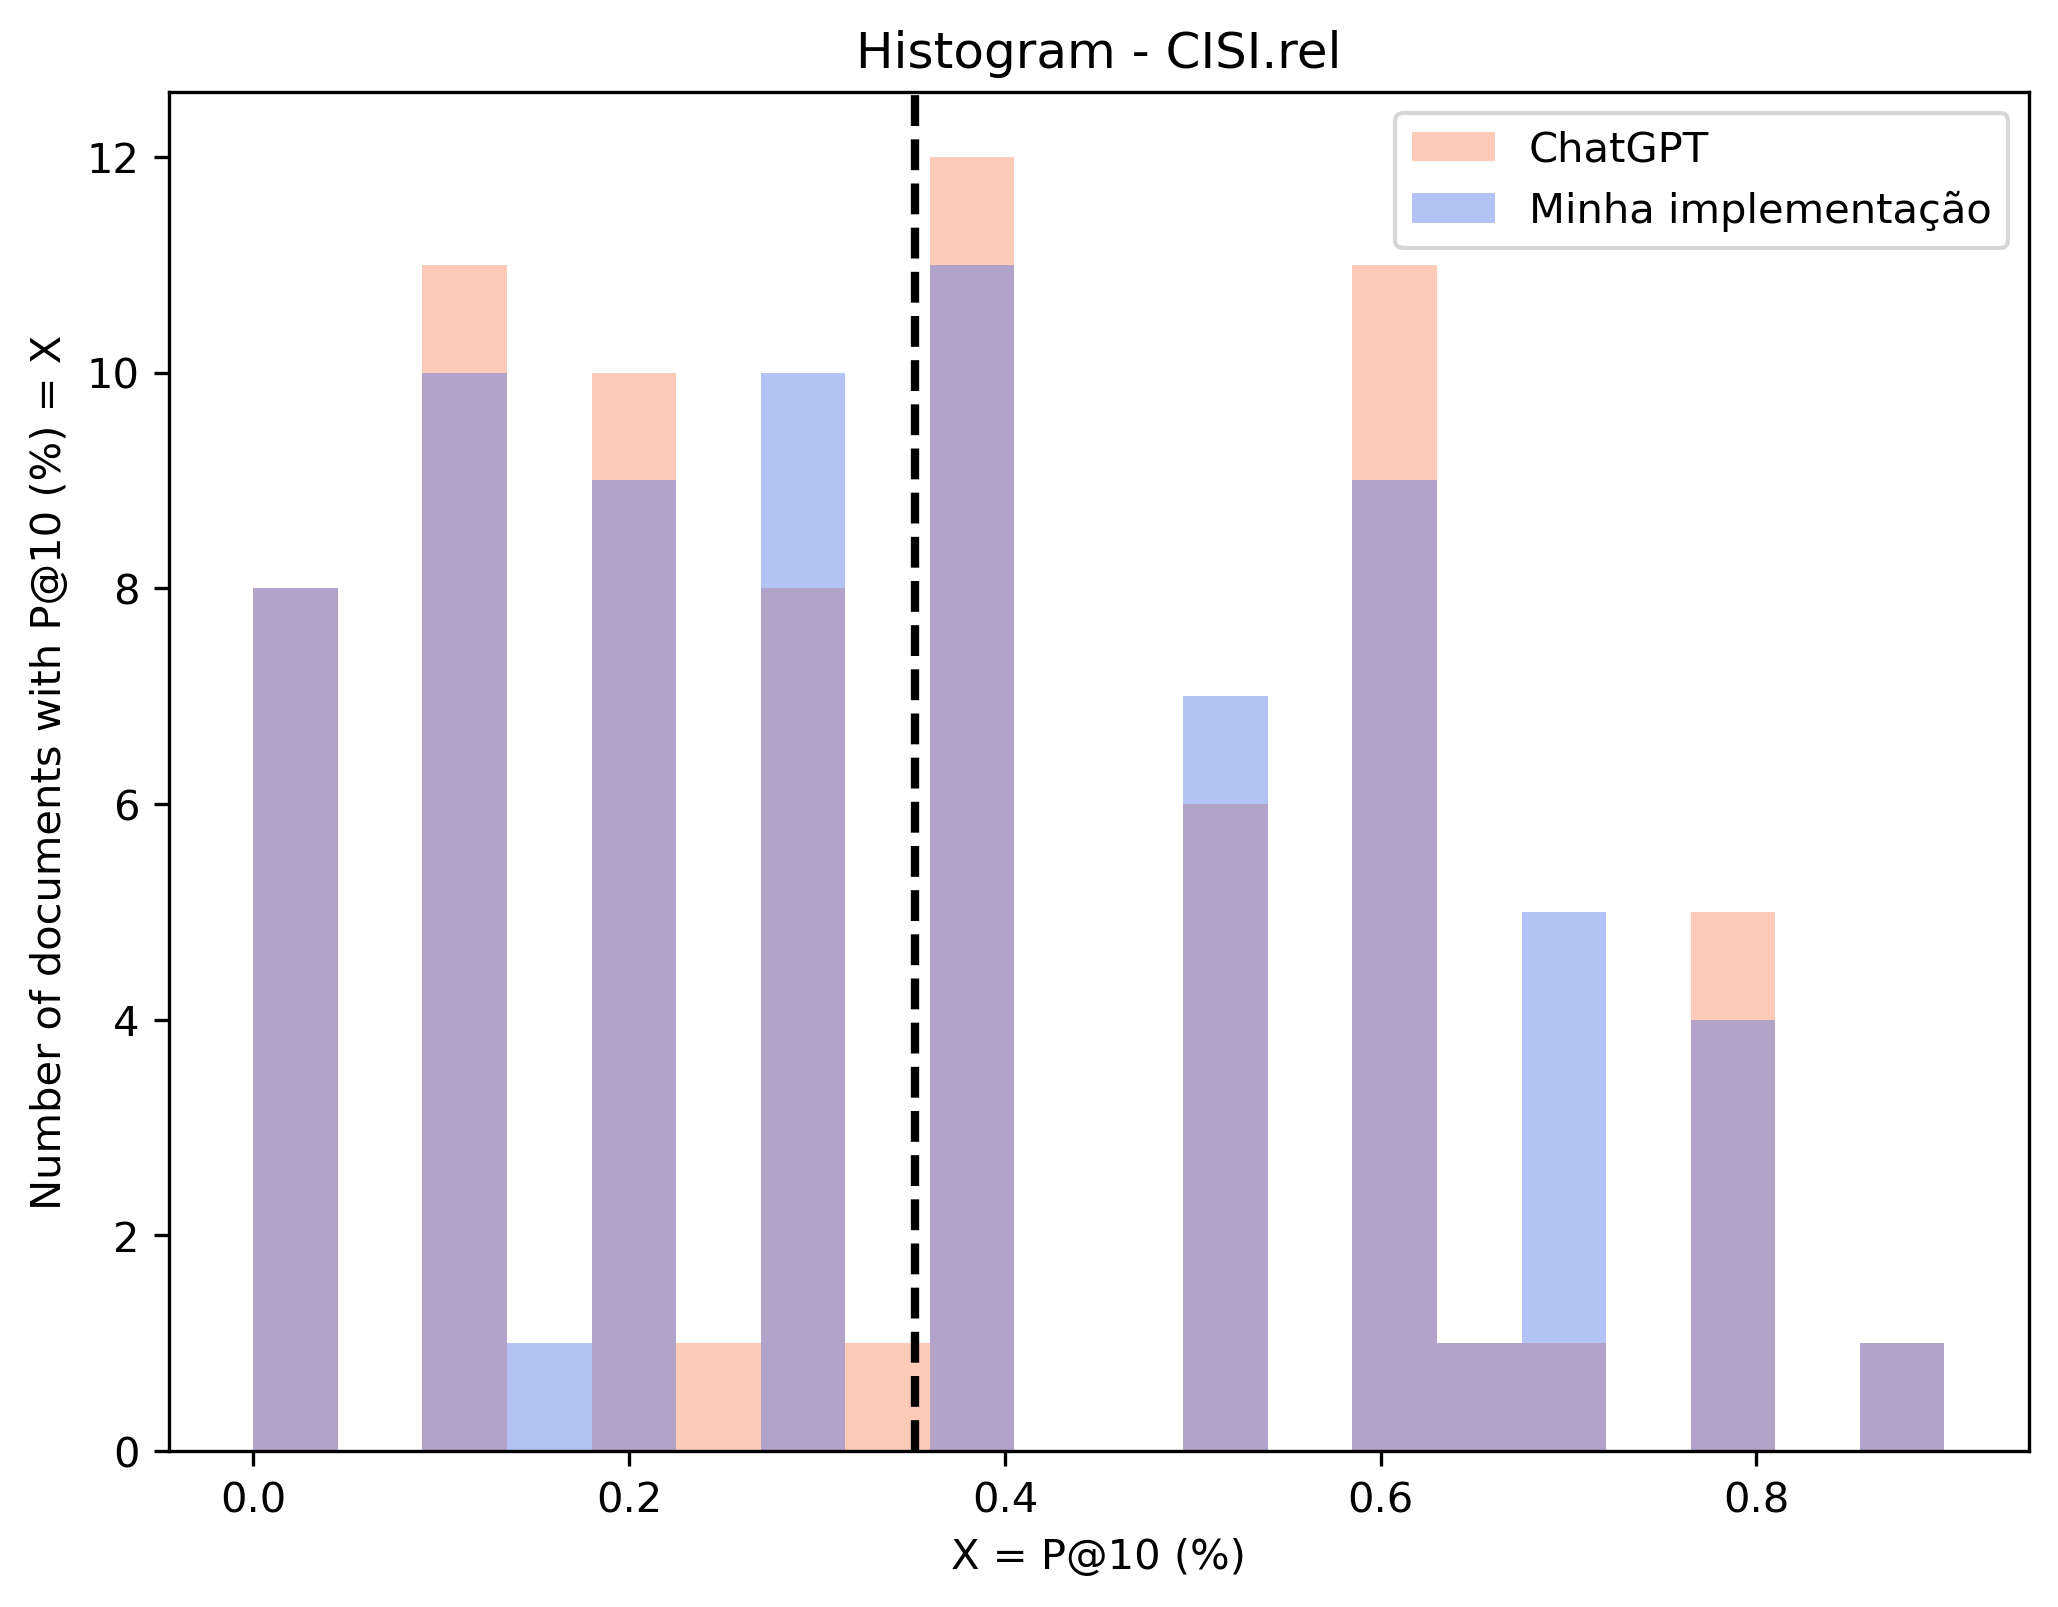 Histogram - CISI.rel
ChatGPT
Minha implementação
Number of documents with P@10 (%) = X
12
10
8
6
4
2
0
0.0 0.2 0.4 0.6 0.8
X = P@10 (%)